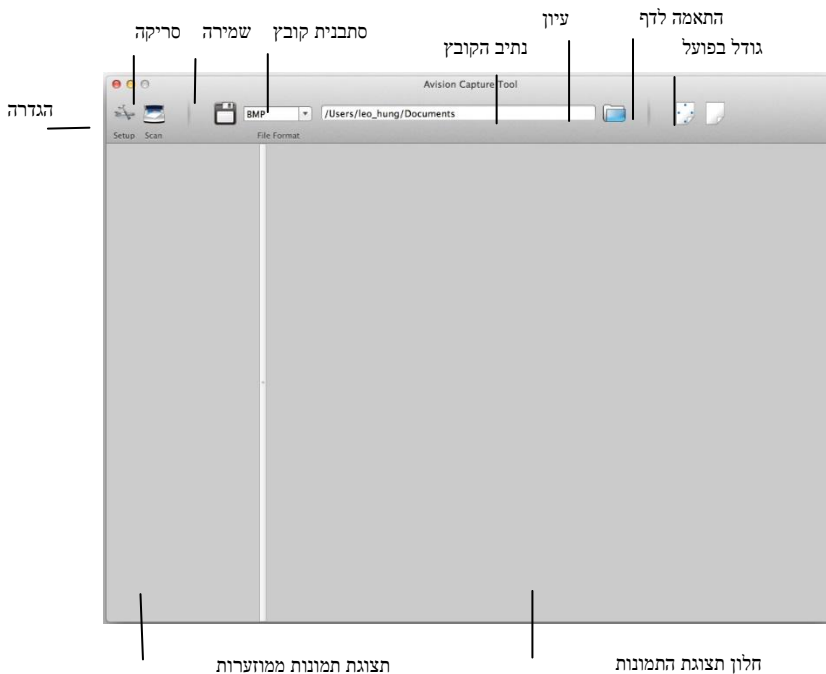 סריקה
שמירה
סתבנית קובץ
נתיב הקובץ
עיון
התאמה לדף
גודל בפועל
הגדרה
Avision Capture Tool
BMP
/Users/leo_hung/Documents
Setup
Scan
File Format
תצוגת תמונות ממוזערות
חלון תצוגת התמונות